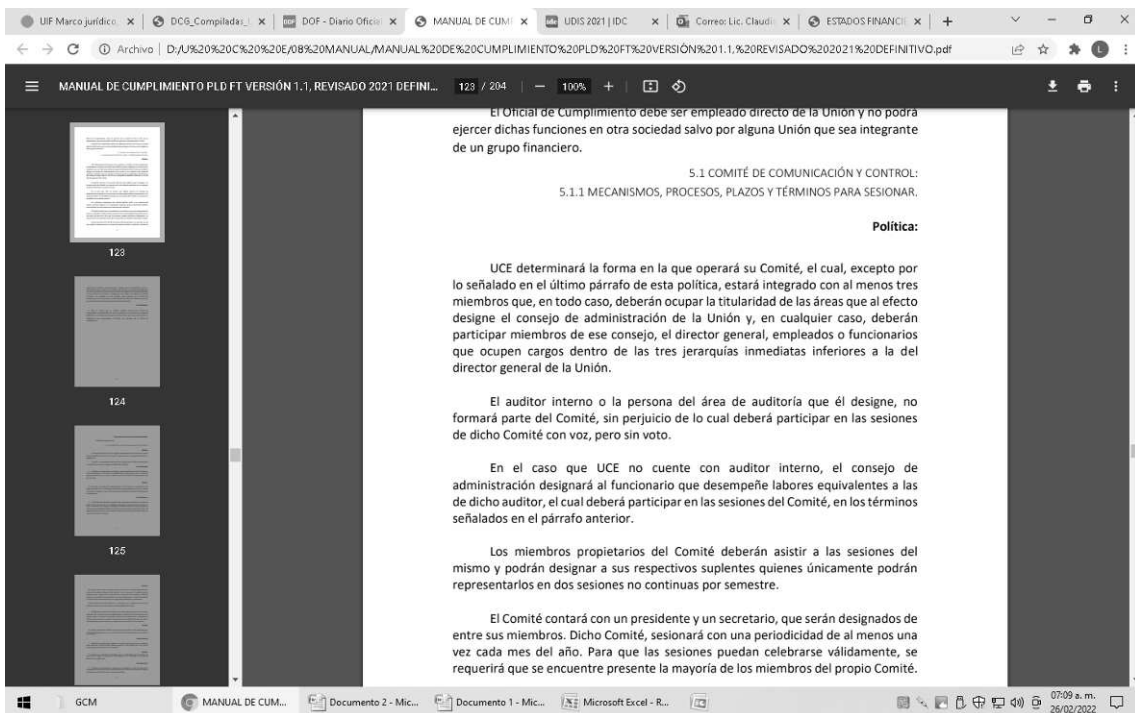 UIF Marco jurídico,
DCG_Compiladas_
DOF - Diario Oficial
MANUAL DE CUM
UDIS 2021 | IDC
Correo: Lic. Claudi
ESTADOS FINANCI
Archivo | D:/U%20%20C%20%20E/08%20MANUAL/MANUAL%20DE%20CUMPLIMIENTO%20PLD%20FT%20VERSIÓN%201.1,%20REVISADO%202021%20DEFINITIVO.pdf
L
MANUAL DE CUMPLIMIENTO PLD FT VERSIÓN 1.1, REVISADO 2021 DEFINI...
123 / 204
100%
123
124
125
El Oficial de Cumplimiento debe ser empleado directo de la Unión y no podrá
ejercer dichas funciones en otra sociedad salvo por alguna Unión que sea integrante
de un grupo financiero.
5.1 COMITÉ DE COMUNICACIÓN Y CONTROL:
5.1.1 MECANISMOS, PROCESOS, PLAZOS Y TÉRMINOS PARA SESIONAR.
Política:
UCE determinará la forma en la que operará su Comité, el cual, excepto por
lo señalado en el último párrafo de esta política, estará integrado con al menos tres
miembros que, en todo caso, deberán ocupar la titularidad de las áreas que al efecto
designe el consejo de administración de la Unión y, en cualquier caso, deberán
participar miembros de ese consejo, el director general, empleados o funcionarios
que ocupen cargos dentro de las tres jerarquías inmediatas inferiores a la del
director general de la Unión.
El auditor interno o la persona del área de auditoría que él designe, no
formará parte del Comité, sin perjuicio de lo cual deberá participar en las sesiones
de dicho Comité con voz, pero sin voto.
En el caso que UCE no cuente con auditor interno, el consejo de
administración designará al funcionario que desempeñe labores equivalentes a las
de dicho auditor, el cual deberá participar en las sesiones del Comité, en los términos
señalados en el párrafo anterior.
Los miembros propietarios del Comité deberán asistir a las sesiones del
mismo y podrán designar a sus respectivos suplentes quienes únicamente podrán
representarlos en dos sesiones no continuas por semestre.
El Comité contará con un presidente y un secretario, que serán designados de
entre sus miembros. Dicho Comité, sesionará con una periodicidad de al menos una
vez cada mes del año. Para que las sesiones puedan celebrarse válidamente, se
requerirá que se encuentre presente la mayoría de los miembros del propio Comité.
GCM
MANUAL DE CUM...
Documento 2 - Mic...
Documento 1 - Mic...
Microsoft Excel - R...
07:09 a. m.
26/02/2022